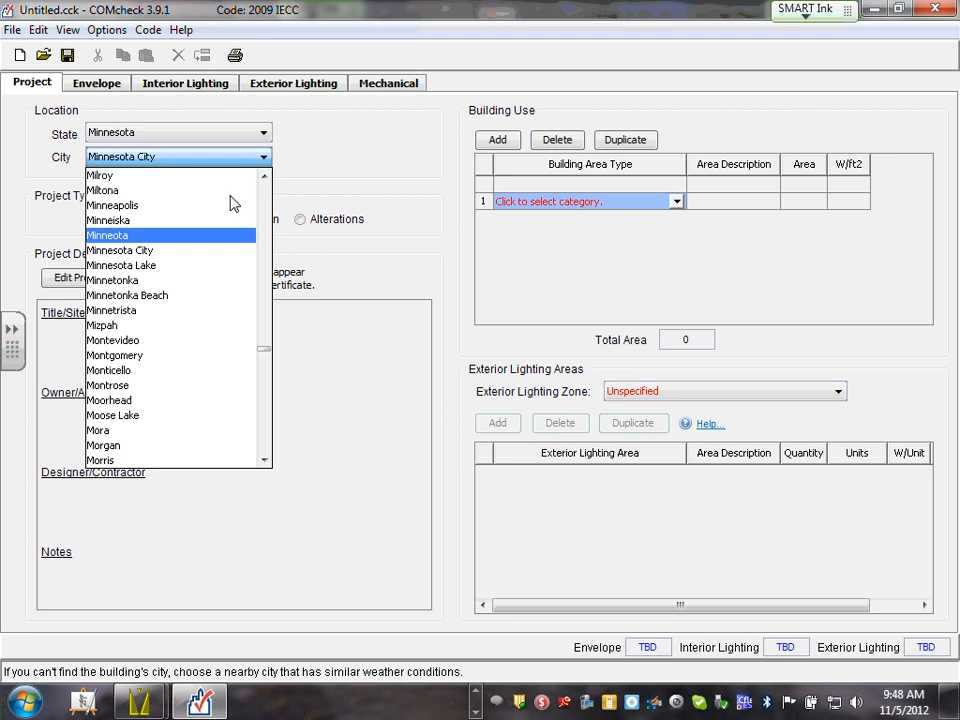 Untitled.cck - COMcheck 3.9.1 Code: 2009 IECC
SMART Ink
File Edit View Options Code Help
Project Envelope Interior Lighting Exterior Lighting Mechanical
Location
State Minnesota
City Minnesota City
Milroy
Miltona
Minneapolis
Minneiska
Minneota
Minnesota City
Minnesota Lake
Minnetonka
Minnetonka Beach
Minnetrista
Mizpah
Montevideo
Montgomery
Monticello
Montrose
Moorhead
Moose Lake
Mora
Morgan
Morris
Project Ty
n Alterations
Project De
Edit Pr
appear
ertificate.
Title/Site
Owner/A
Designer/Contractor
Notes
Building Use
Add Delete Duplicate
Building Area Type Area Description Area W/ft2
1 Click to select category.
Total Area 0
Exterior Lighting Areas
Exterior Lighting Zone: Unspecified
Add Delete Duplicate Help...
Exterior Lighting Area Area Description Quantity Units W/Unit
Envelope TBD Interior Lighting TBD Exterior Lighting TBD
If you can't find the building's city, choose a nearby city that has similar weather conditions.
9:48 AM
11/5/2012